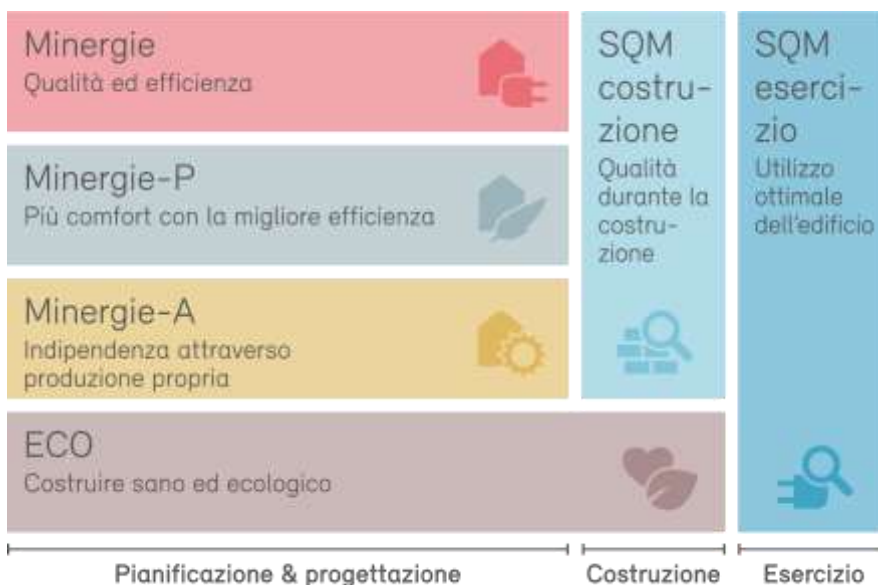 Minergie
Qualità ed efficienza
Minergie-P
Più comfort con la migliore efficienza
Minergie-A
Indipendenza attraverso
produzione propria
ECO
Costruire sano ed ecologico
SQM
costru-
zione
Qualità
durante la
costru-
zione
SQM
eserci-
zio
Utilizzo
ottimale
dell'edificio
Pianificazione & progettazione
Costruzione
Esercizio